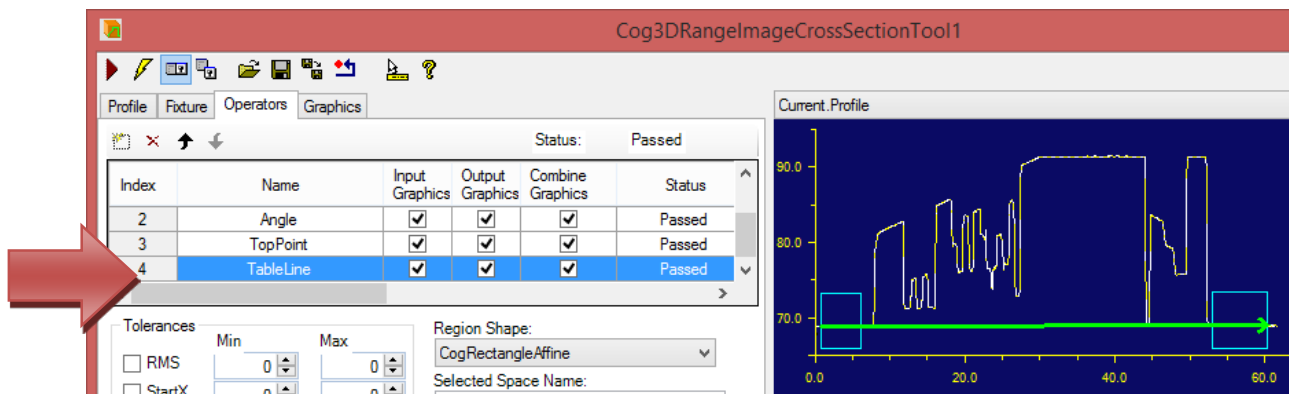 Cog3DRangeImageCrossSectionTool1
Profile Fixture Operators Graphics
Status: Passed
Index Name Input Graphics Output Graphics Combine Graphics Status
2 Angle Passed
3 TopPoint Passed
4 TableLine Passed
Tolerances
Min Max
RMS 0 0
StartX 0 0
Region Shape:
CogRectangleAffine
Selected Space Name:
Current.Profile
90.0
80.0
70.0
0.0 20.0 40.0 60.0